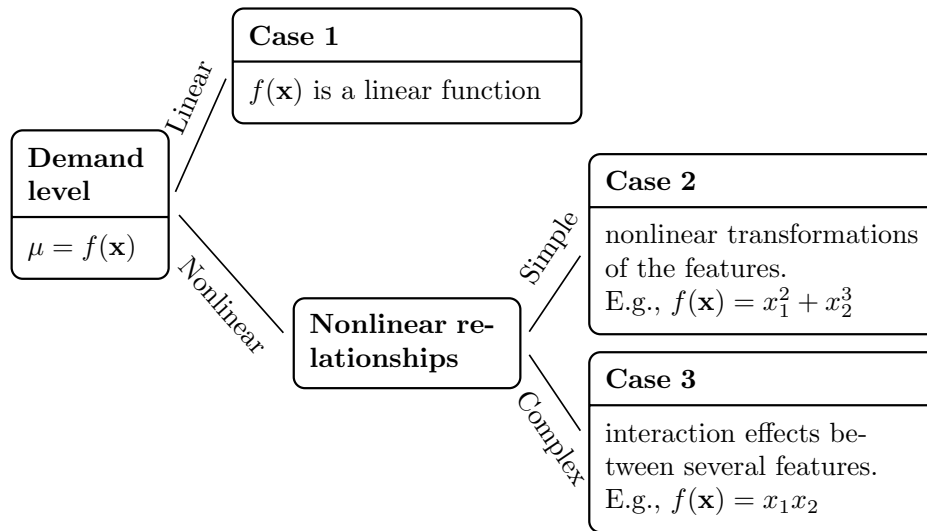 Case 1
f(x) is a linear function
Linear
Demand
level
μ = f(x)
Nonlinear
Nonlinear re-
lationships
Simple
Case 2
nonlinear transformations
of the features.
E.g., f(x) = x₁² + x₂³
Complex
Case 3
interaction effects be-
tween several features.
E.g., f(x) = x₁x₂